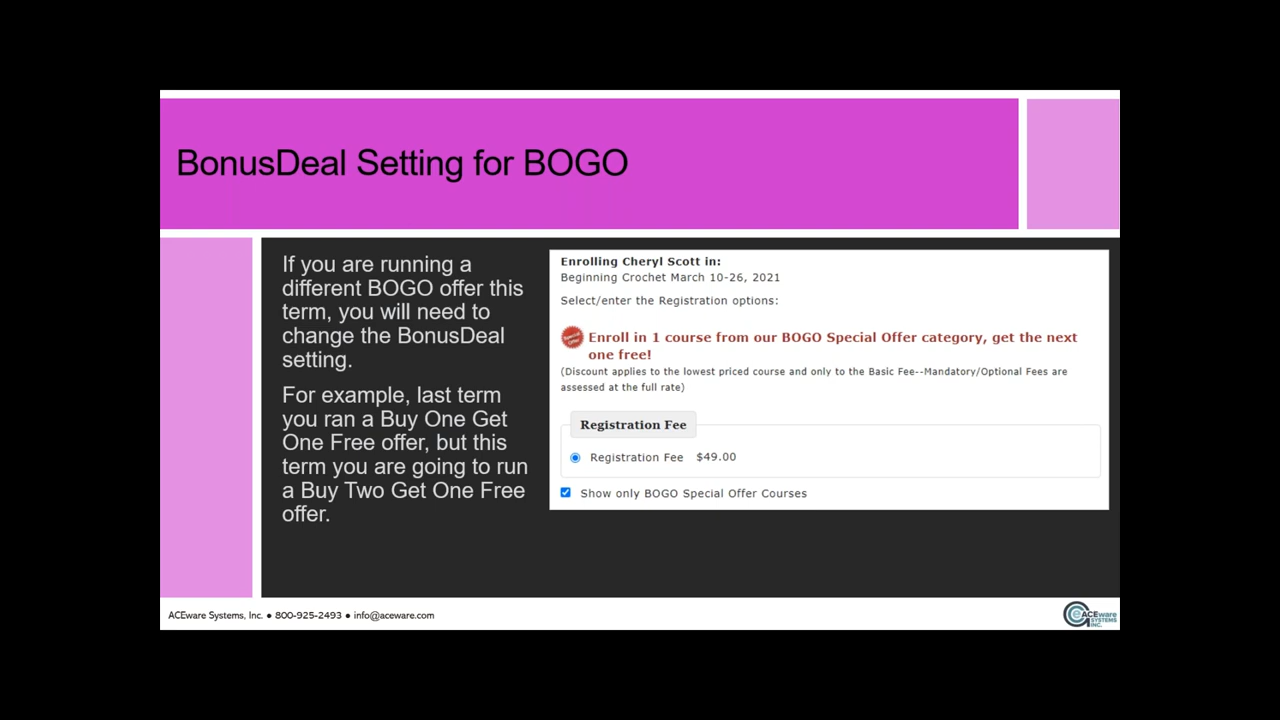 BonusDeal Setting for BOGO
If you are running a
different BOGO offer this
term, you will need to
change the BonusDeal
setting.
For example, last term
you ran a Buy One Get
One Free offer, but this
term you are going to run
a Buy Two Get One Free
offer.
Enrolling Cheryl Scott in:
Beginning Crochet March 10-26, 2021
Select/enter the Registration options:
Enroll in 1 course from our BOGO Special Offer category, get the next
one free!
(Discount applies to the lowest priced course and only to the Basic Fee--Mandatory/Optional Fees are
assessed at the full rate)
Registration Fee
Registration Fee $49.00
Show only BOGO Special Offer Courses
ACEware Systems, Inc. ● 800-925-2493 ● info@aceware.com
ACEware
SYSTEMS
INC.